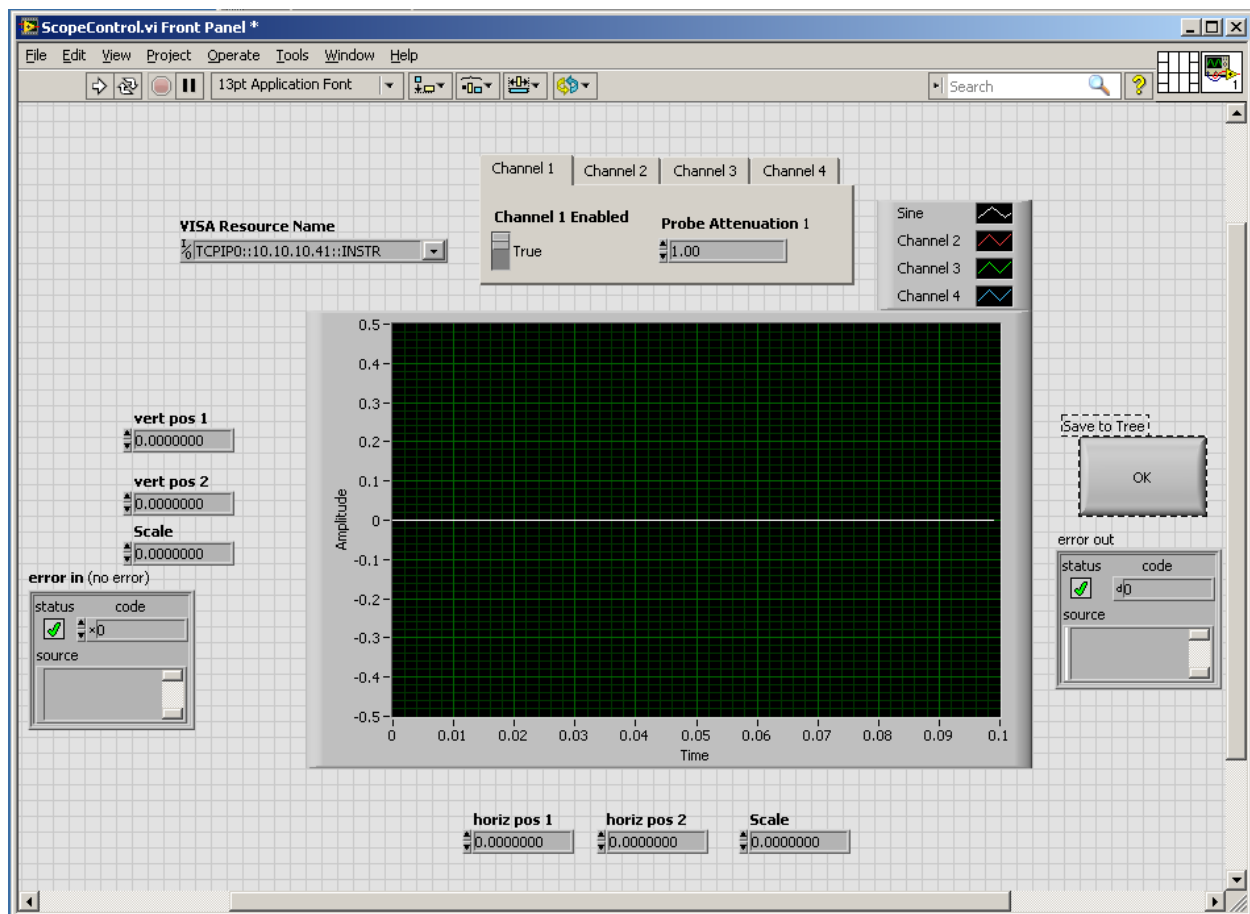 ScopeControl.vi Front Panel *
File Edit View Project Operate Tools Window Help
13pt Application Font
Search
1
Channel 1 Channel 2 Channel 3 Channel 4
Channel 1 Enabled
True
Probe Attenuation 1
1.00
VISA Resource Name
TCPIP0::10.10.10.41::INSTR
Sine
Channel 2
Channel 3
Channel 4
0.5
0.4
0.3
0.2
0.1
0
-0.1
-0.2
-0.3
-0.4
-0.5
Amplitude
0 0.01 0.02 0.03 0.04 0.05 0.06 0.07 0.08 0.09 0.1
Time
vert pos 1
0.0000000
vert pos 2
0.0000000
Scale
0.0000000
error in (no error)
status code
×0
source
Save to Tree
OK
error out
status code
d0
source
horiz pos 1 horiz pos 2 Scale
0.0000000 0.0000000 0.0000000